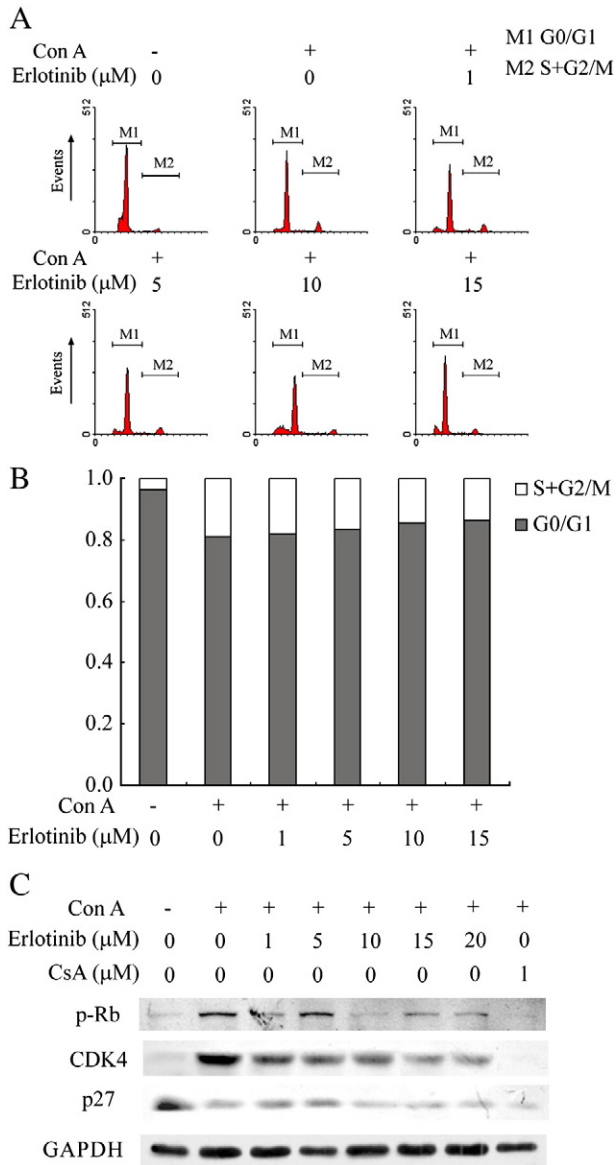 A
Con A - + +
Erlotinib (μM) 0 0 1
M1 G0/G1
M2 S+G2/M
512 M1 M2 Events 0
512 M1 M2 0
512 M1 M2 0
Con A + + +
Erlotinib (μM) 5 10 15
512 M1 M2 Events 0
512 M1 M2 0
512 M1 M2 0
B
1.0
0.8
0.6
0.4
0.2
0.0
S+G2/M
G0/G1
Con A - + + + + +
Erlotinib (μM) 0 0 1 5 10 15
C
Con A - + + + + + + +
Erlotinib (μM) 0 0 1 5 10 15 20 0
CsA (μM) 0 0 0 0 0 0 0 1
p-Rb
CDK4
p27
GAPDH